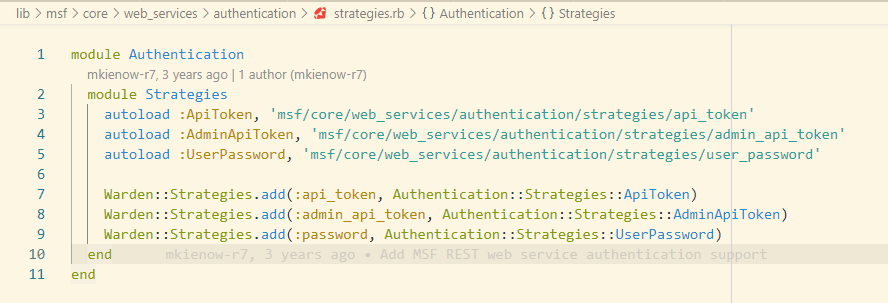 lib > msf > core > web_services > authentication > strategies.rb > {} Authentication > {} Strategies
1 module Authentication
mkienow-r7, 3 years ago | 1 author (mkienow-r7)
2 module Strategies
3 autoload :ApiToken, 'msf/core/web_services/authentication/strategies/api_token'
4 autoload :AdminApiToken, 'msf/core/web_services/authentication/strategies/admin_api_token'
5 autoload :UserPassword, 'msf/core/web_services/authentication/strategies/user_password'
6
7 Warden::Strategies.add(:api_token, Authentication::Strategies::ApiToken)
8 Warden::Strategies.add(:admin_api_token, Authentication::Strategies::AdminApiToken)
9 Warden::Strategies.add(:password, Authentication::Strategies::UserPassword)
10 end mkienow-r7, 3 years ago • Add MSF REST web service authentication support
11 end